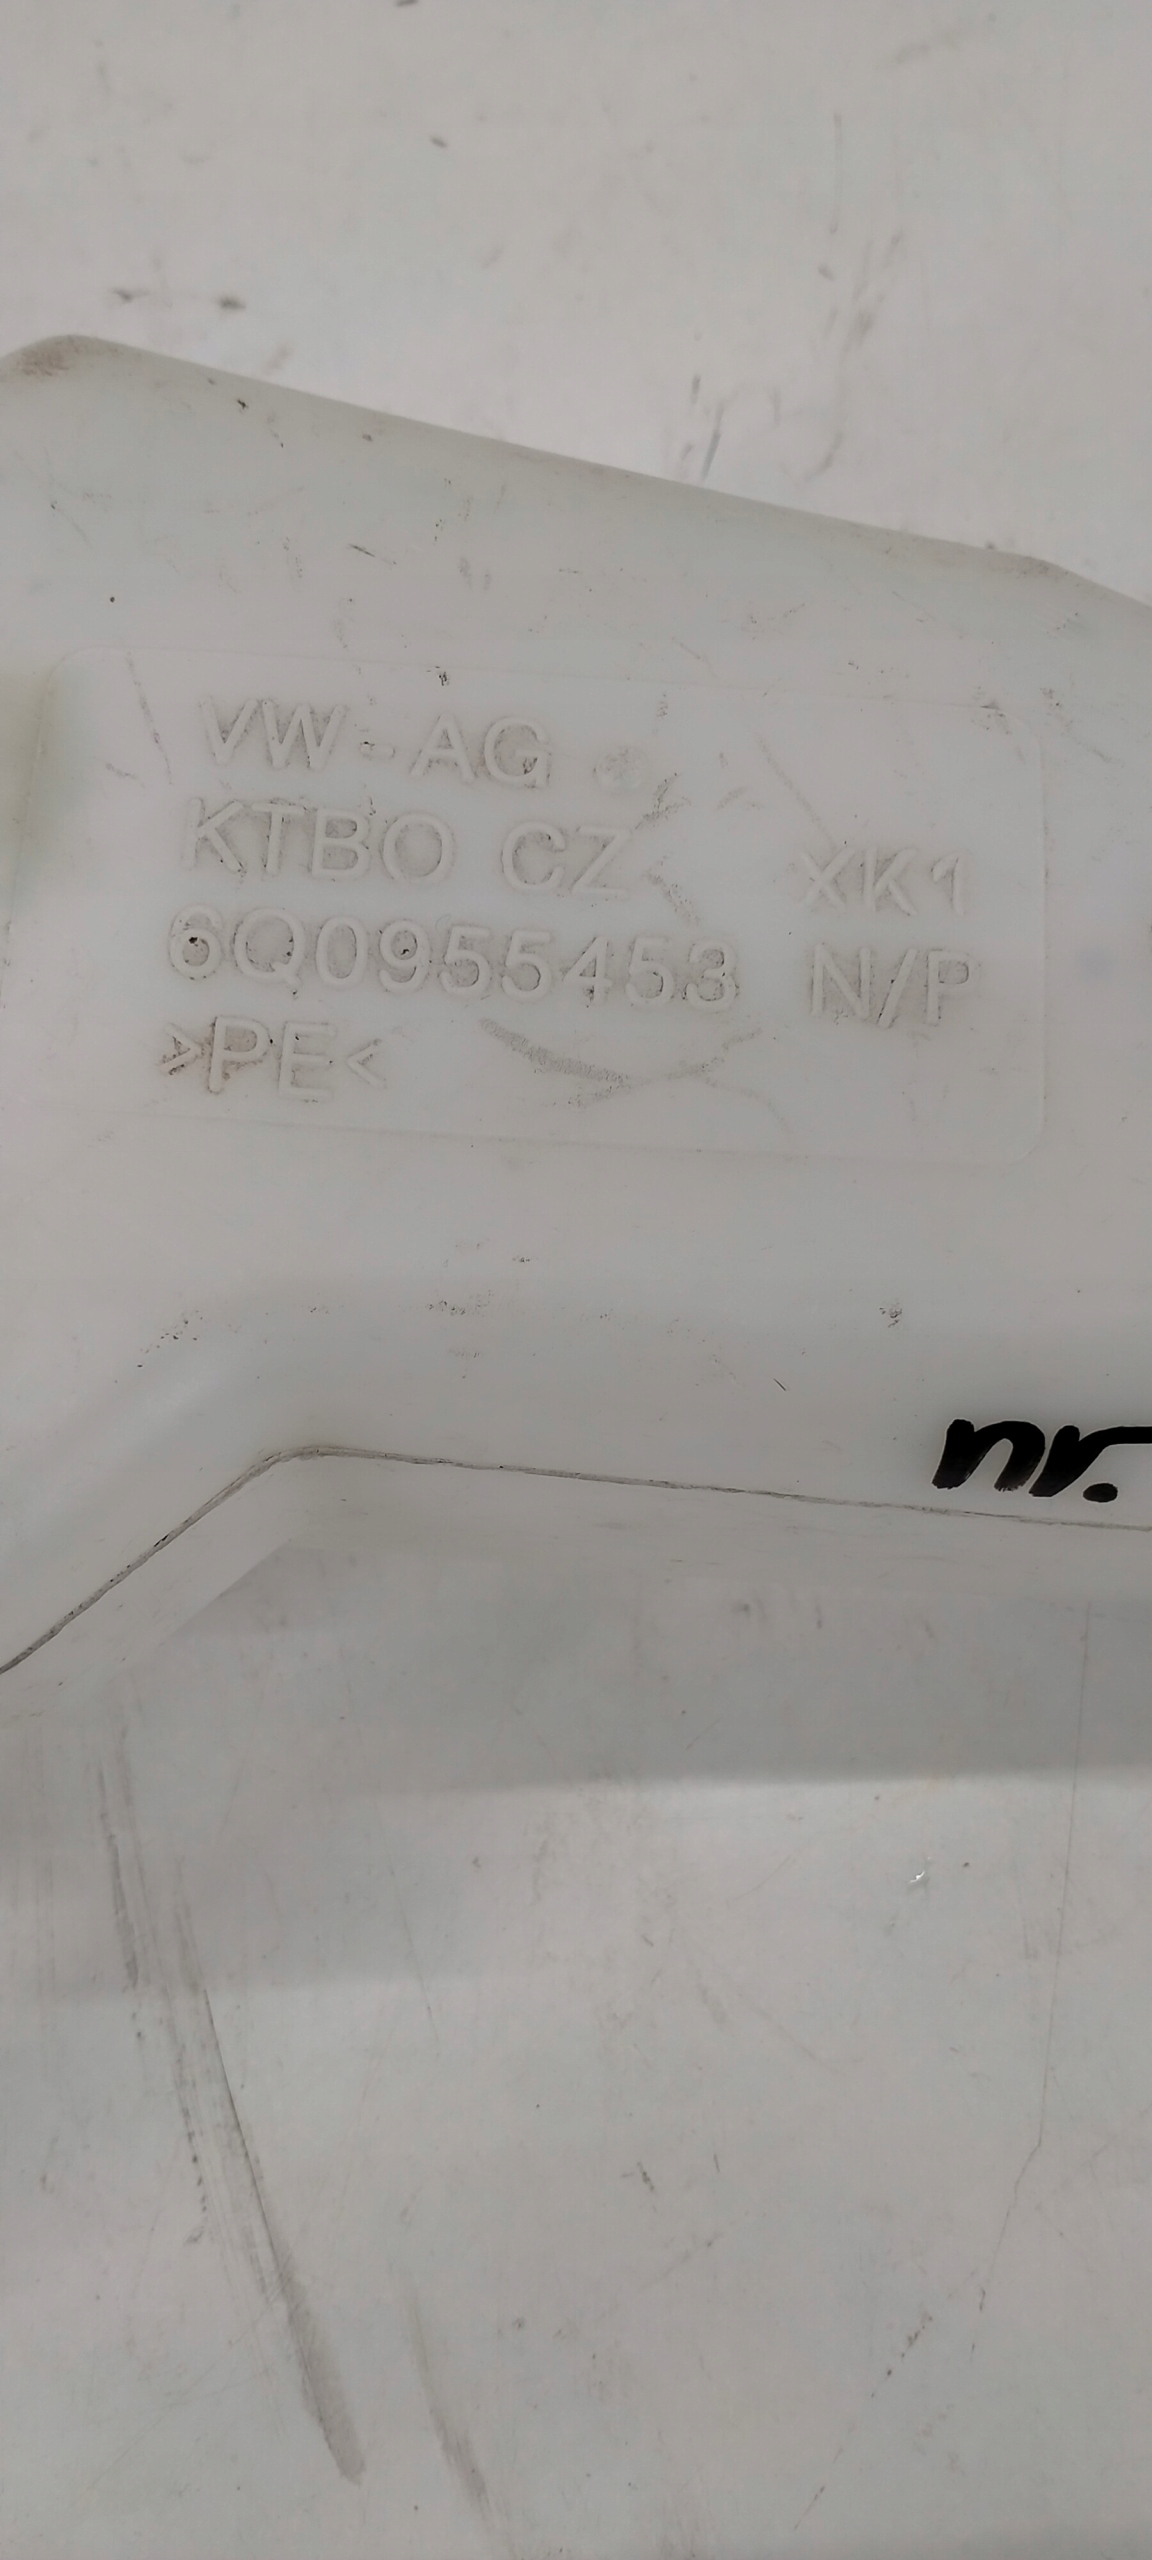 VW-AG
KTBO CZ xK1
6Q0955453 N/P
>PE<
nr.